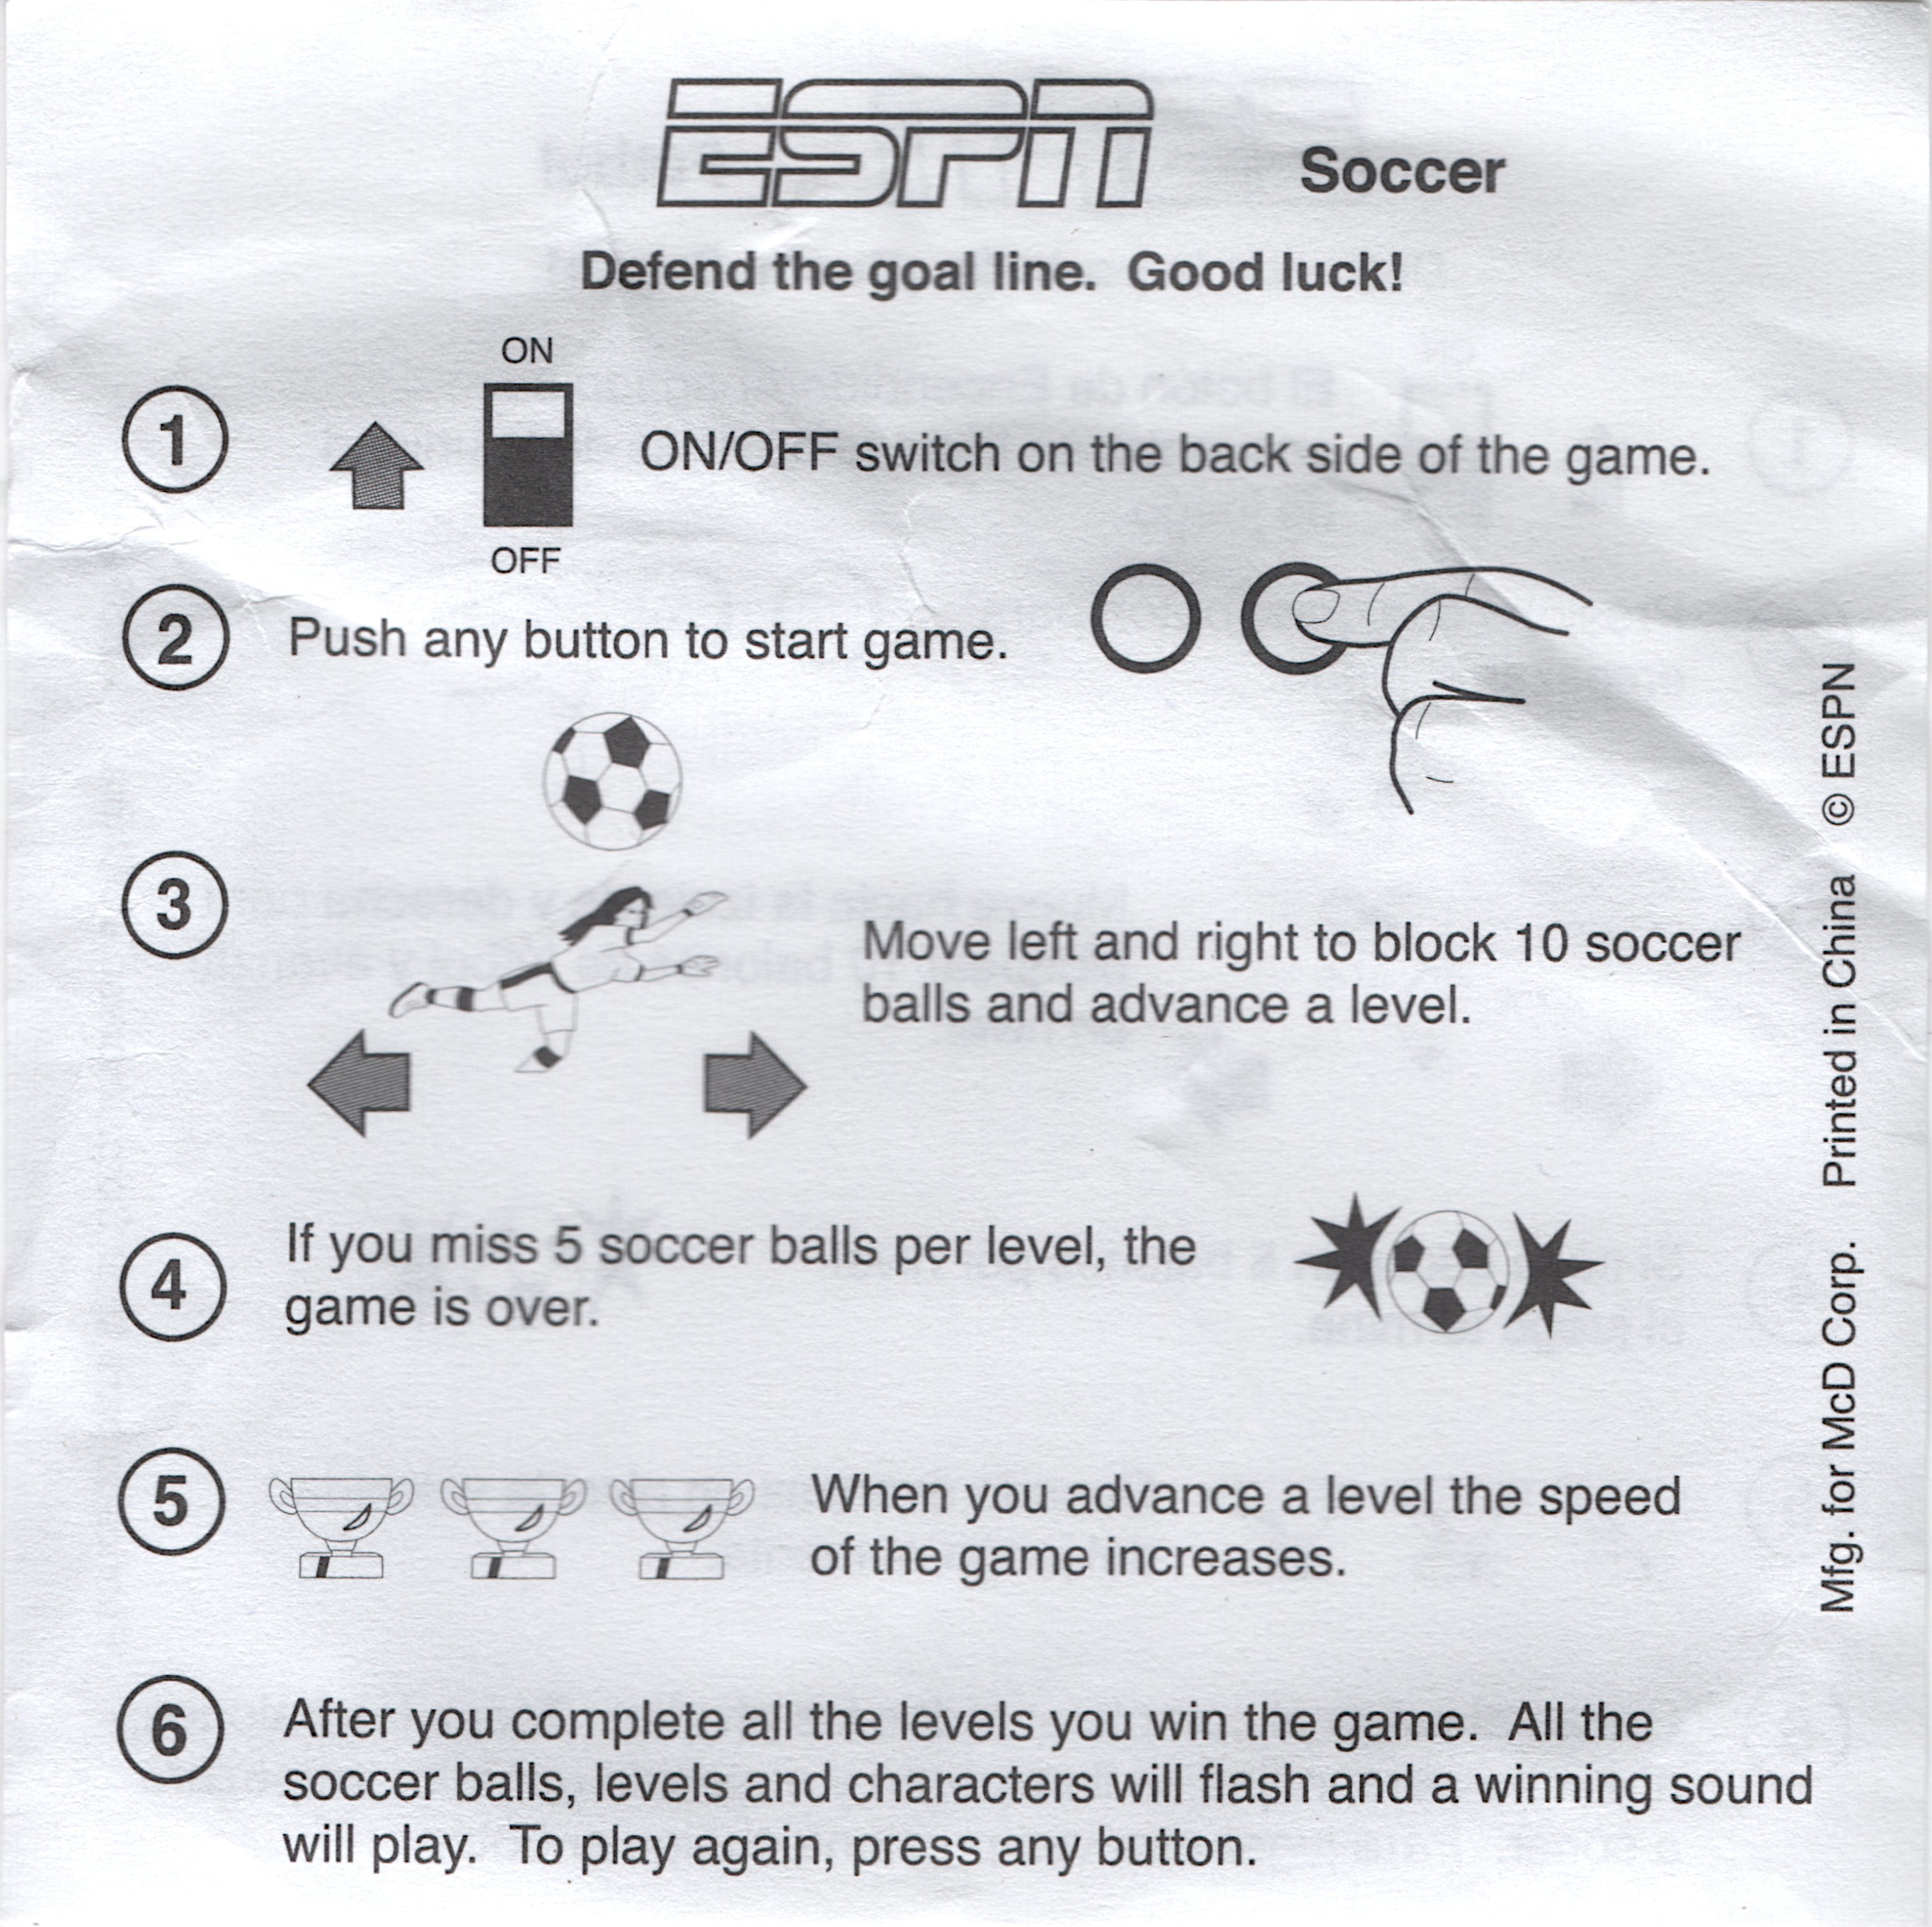 ESPN Soccer
Defend the goal line.  Good luck!
ON
1 ON/OFF switch on the back side of the game.
OFF
2 Push any button to start game.
3 Move left and right to block 10 soccer
balls and advance a level.
4 If you miss 5 soccer balls per level, the
game is over.
5 When you advance a level the speed
of the game increases.
6 After you complete all the levels you win the game.  All the
soccer balls, levels and characters will flash and a winning sound
will play.  To play again, press any button.
Mfg. for McD Corp.  Printed in China  © ESPN